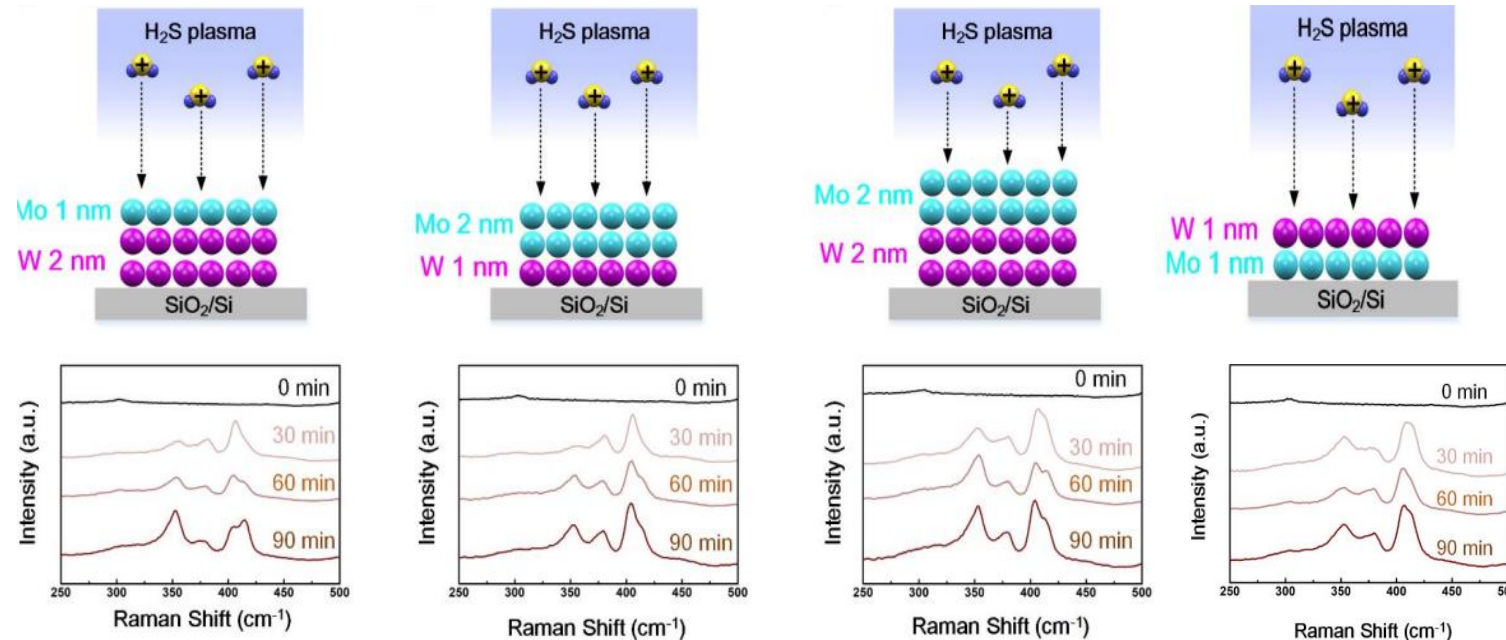 H₂S plasma
+ + +
Mo 1 nm
W 2 nm
SiO₂/Si
H₂S plasma
+ + +
Mo 2 nm
W 1 nm
SiO₂/Si
H₂S plasma
+ + +
Mo 2 nm
W 2 nm
SiO₂/Si
H₂S plasma
+ + +
W 1 nm
Mo 1 nm
SiO₂/Si
Intensity (a.u.)
0 min
30 min
60 min
90 min
250 300 350 400 450 500
Raman Shift (cm⁻¹)
Intensity (a.u.)
0 min
30 min
60 min
90 min
250 300 350 400 450 500
Raman Shift (cm⁻¹)
Intensity (a.u.)
0 min
30 min
60 min
90 min
250 300 350 400 450 500
Raman Shift (cm⁻¹)
Intensity (a.u.)
0 min
30 min
60 min
90 min
250 300 350 400 450 500
Raman Shift (cm⁻¹)